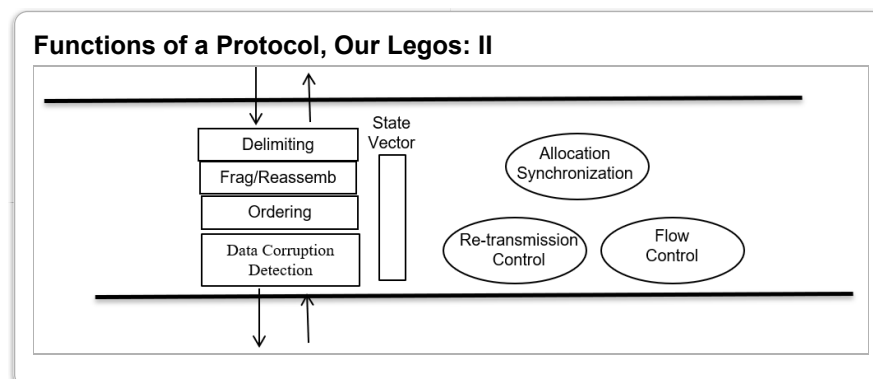 Functions of a Protocol, Our Legos: II
Delimiting
Frag/Reassemb
Ordering
Data Corruption
Detection
State
Vector
Allocation
Synchronization
Re-transmission
Control
Flow
Control